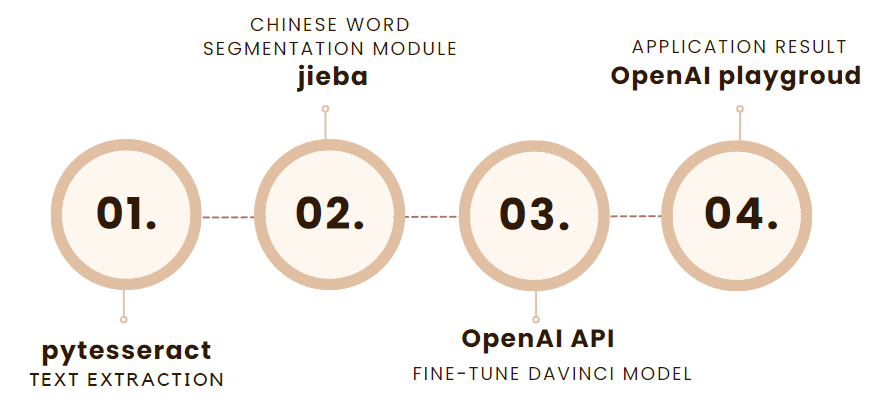 CHINESE WORD
SEGMENTATION MODULE
jieba
APPLICATION RESULT
OpenAI playgroud
01.
02.
03.
04.
pytesseract
TEXT EXTRACTION
OpenAI API
FINE-TUNE DAVINCI MODEL